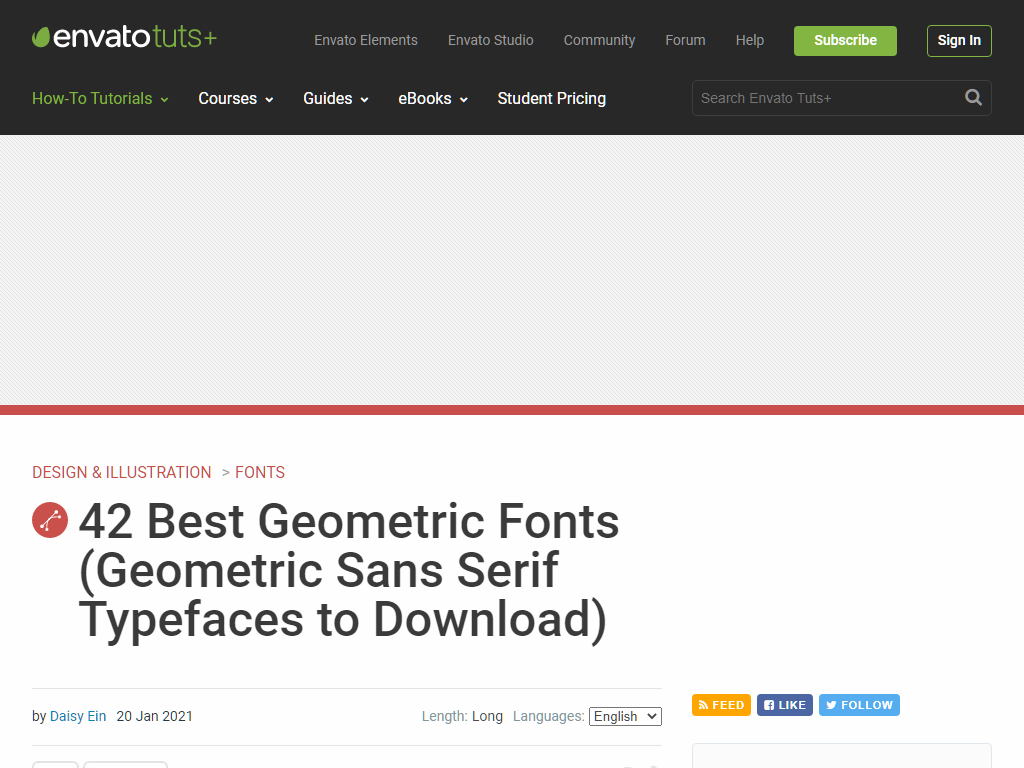 envatotuts+
Envato Elements
Envato Studio
Community
Forum
Help
Subscribe
Sign In
How-To Tutorials
Courses
Guides
eBooks
Student Pricing
Search Envato Tuts+
DESIGN & ILLUSTRATION > FONTS
42 Best Geometric Fonts
(Geometric Sans Serif
Typefaces to Download)
by Daisy Ein 20 Jan 2021
Length: Long Languages: English
FEED
LIKE
FOLLOW